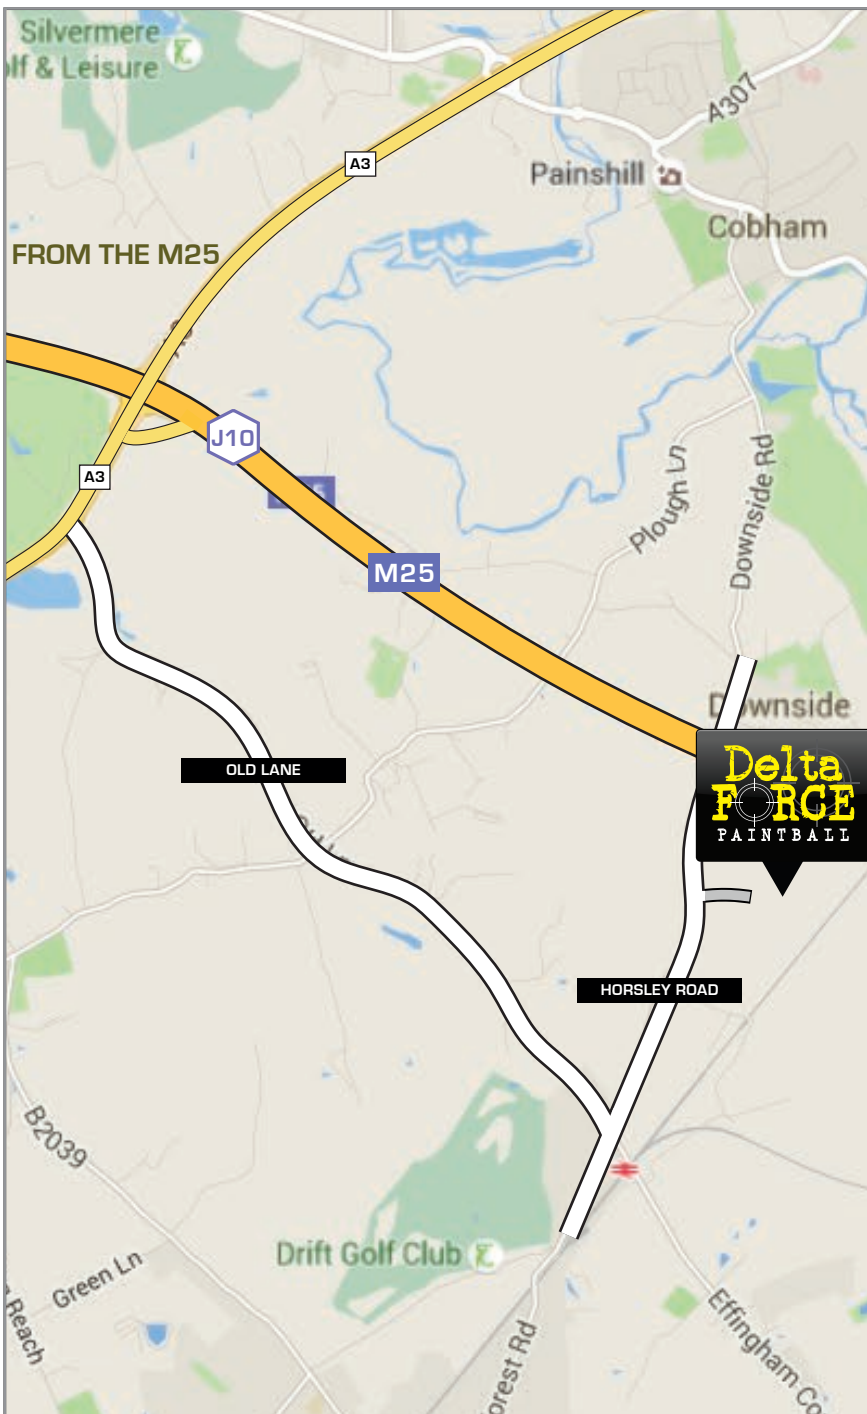 Silvermere
olf & Leisure
A307
A3
Painshill
FROM THE M25
Cobham
J10
A3
Plough Ln
Downside Rd
M25
Downside
Delta
FORCE
PAINTBALL
OLD LANE
HORSLEY ROAD
B2039
Drift Golf Club
Green Ln
Reach
Effingham Co
orest Rd